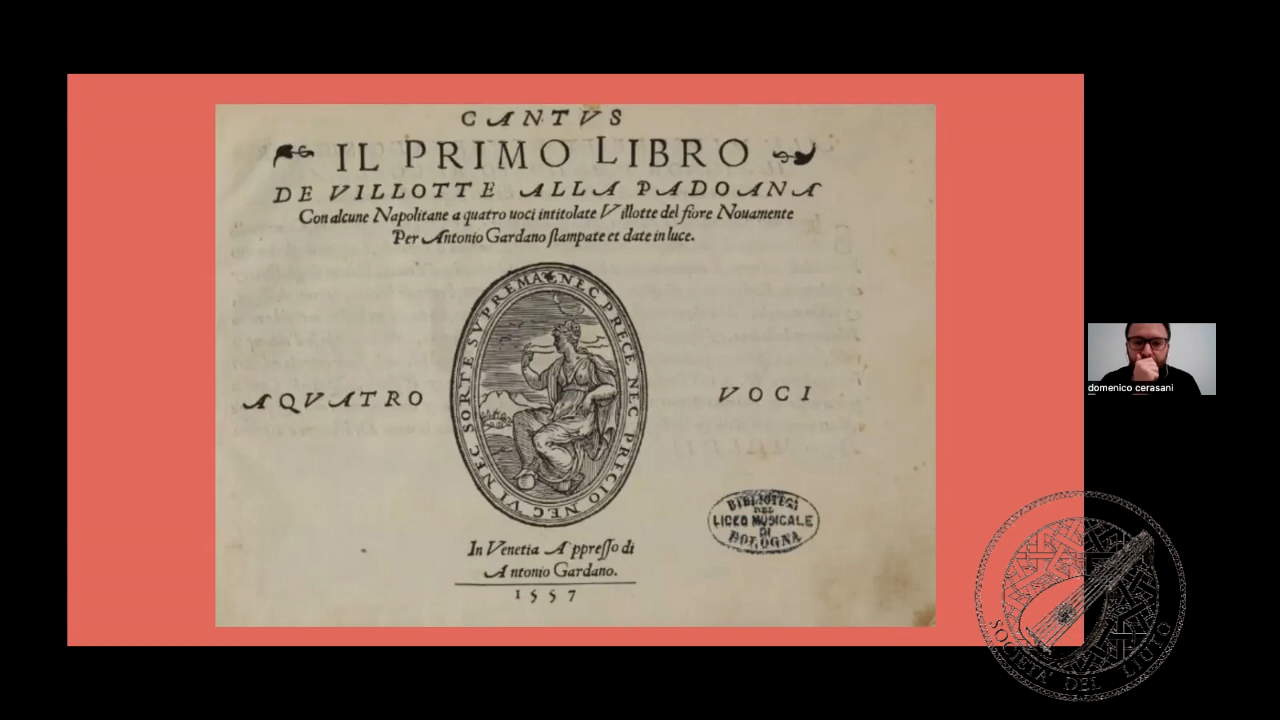 CANTVS
IL PRIMO LIBRO
DE VILLOTTE ALLA PADOANA
Con alcune Napolitane a quatro uoci intitolate Villotte del fiore Nouamente
Per Antonio Gardano stampate et date in luce.
NEC VI NEC SORTE SVPREMA NEC PRECE NEC PRECIO
AQVATRO
VOCI
BIBLIOTECA
DEL
LICEO MUSICALE
DI
BOLOGNA
In Venetia Appresso di
Antonio Gardano.
1557
domenico cerasani
SOCIETA' DEL LIUTO